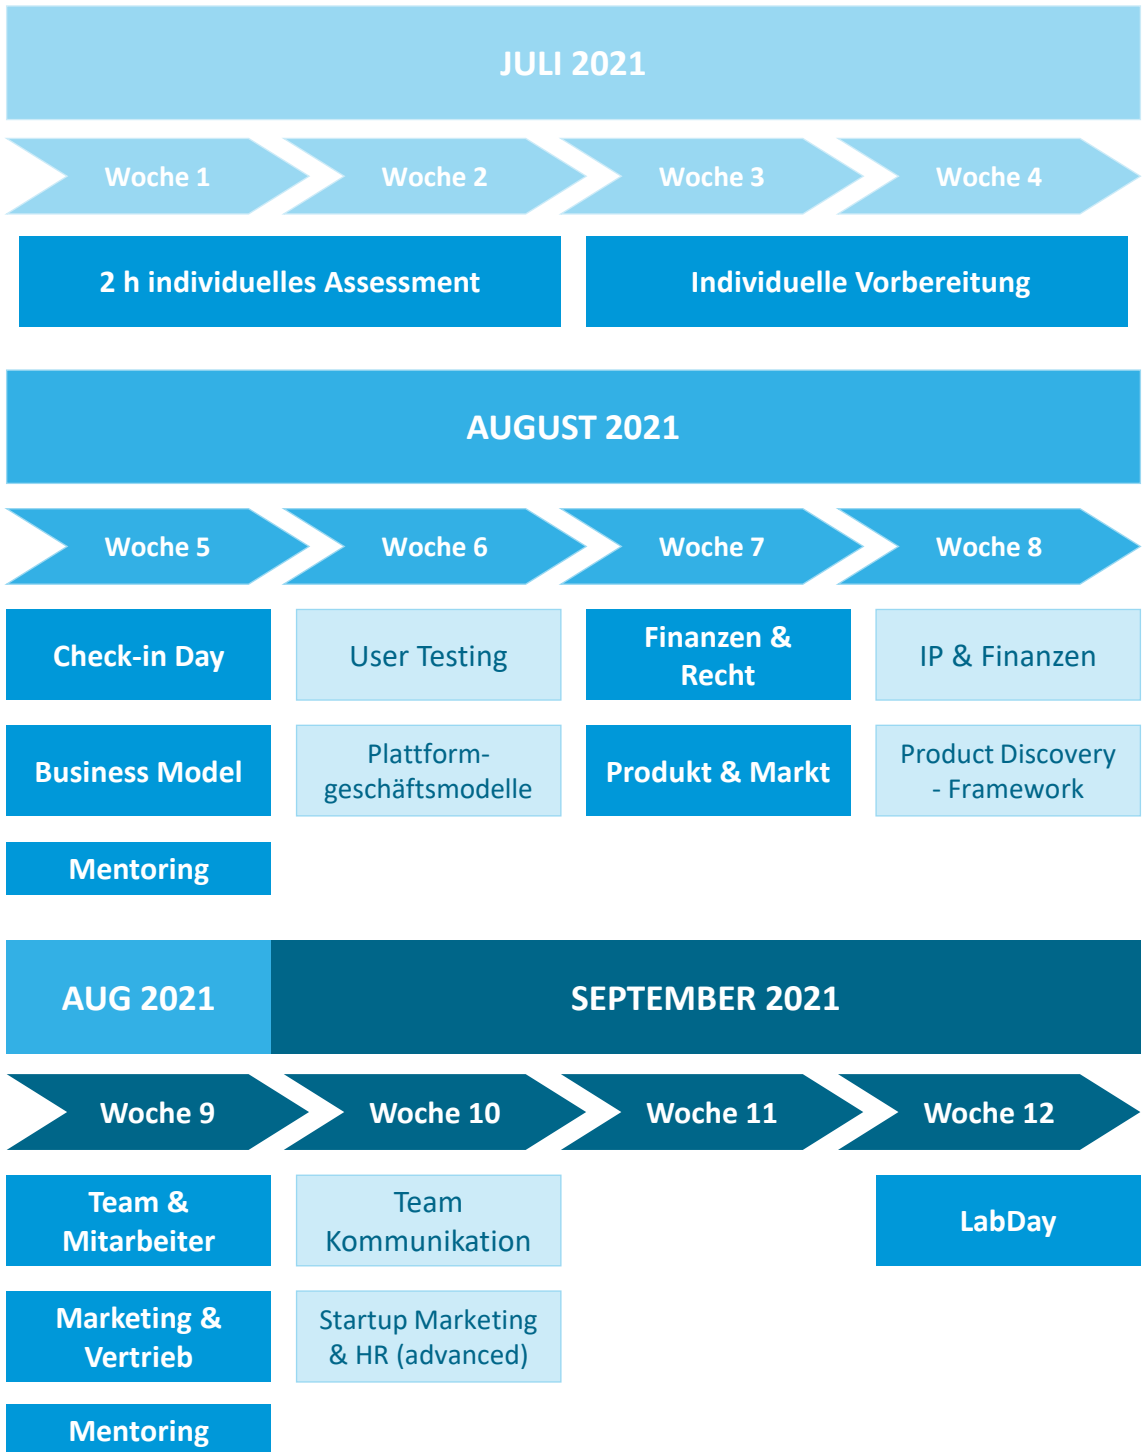 JULI 2021
Woche 1
Woche 2
Woche 3
Woche 4
2 h individuelles Assessment
Individuelle Vorbereitung
AUGUST 2021
Woche 5
Woche 6
Woche 7
Woche 8
Check-in Day
User Testing
Finanzen &
Recht
IP & Finanzen
Business Model
Plattform-
geschäftsmodelle
Produkt & Markt
Product Discovery
- Framework
Mentoring
AUG 2021
SEPTEMBER 2021
Woche 9
Woche 10
Woche 11
Woche 12
Team &
Mitarbeiter
Team
Kommunikation
LabDay
Marketing &
Vertrieb
Startup Marketing
& HR (advanced)
Mentoring